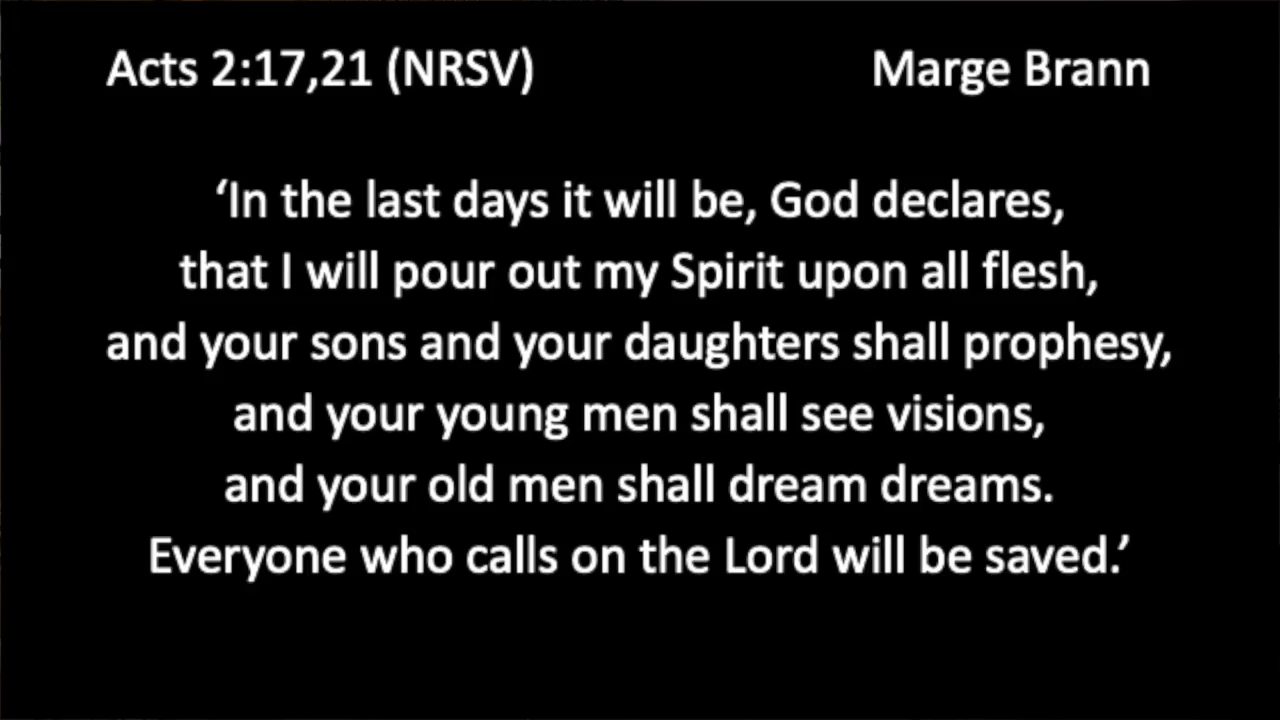 Acts 2:17,21 (NRSV) Marge Brann
‘In the last days it will be, God declares,
that I will pour out my Spirit upon all flesh,
and your sons and your daughters shall prophesy,
and your young men shall see visions,
and your old men shall dream dreams.
Everyone who calls on the Lord will be saved.’